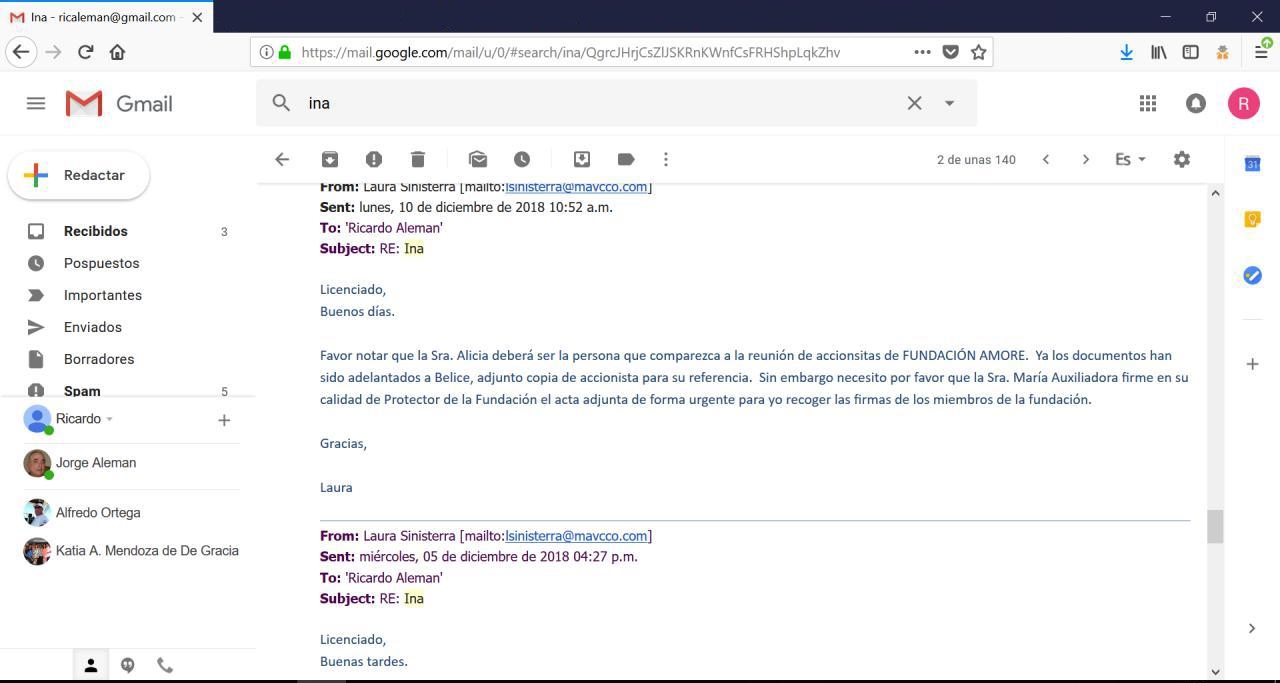 Ina - ricaleman@gmail.com -
https://mail.google.com/mail/u/0/#search/ina/QgrcJHrjCsZlJSKRnKWnfCsFRHShpLqkZhv
Gmail
ina
R
Redactar
2 de unas 140
Es
31
Recibidos 3
Pospuestos
Importantes
Enviados
Borradores
Spam 5
Ricardo
Jorge Aleman
Alfredo Ortega
Katia A. Mendoza de De Gracia
From: Laura Sinisterra [mailto:lsinisterra@mavcco.com]
Sent: lunes, 10 de diciembre de 2018 10:52 a.m.
To: 'Ricardo Aleman'
Subject: RE: Ina
Licenciado,
Buenos días.
Favor notar que la Sra. Alicia deberá ser la persona que comparezca a la reunión de accionsitas de FUNDACIÓN AMORE.  Ya los documentos han
sido adelantados a Belice, adjunto copia de accionista para su referencia.  Sin embargo necesito por favor que la Sra. María Auxiliadora firme en su
calidad de Protector de la Fundación el acta adjunta de forma urgente para yo recoger las firmas de los miembros de la fundación.
Gracias,
Laura
From: Laura Sinisterra [mailto:lsinisterra@mavcco.com]
Sent: miércoles, 05 de diciembre de 2018 04:27 p.m.
To: 'Ricardo Aleman'
Subject: RE: Ina
Licenciado,
Buenas tardes.